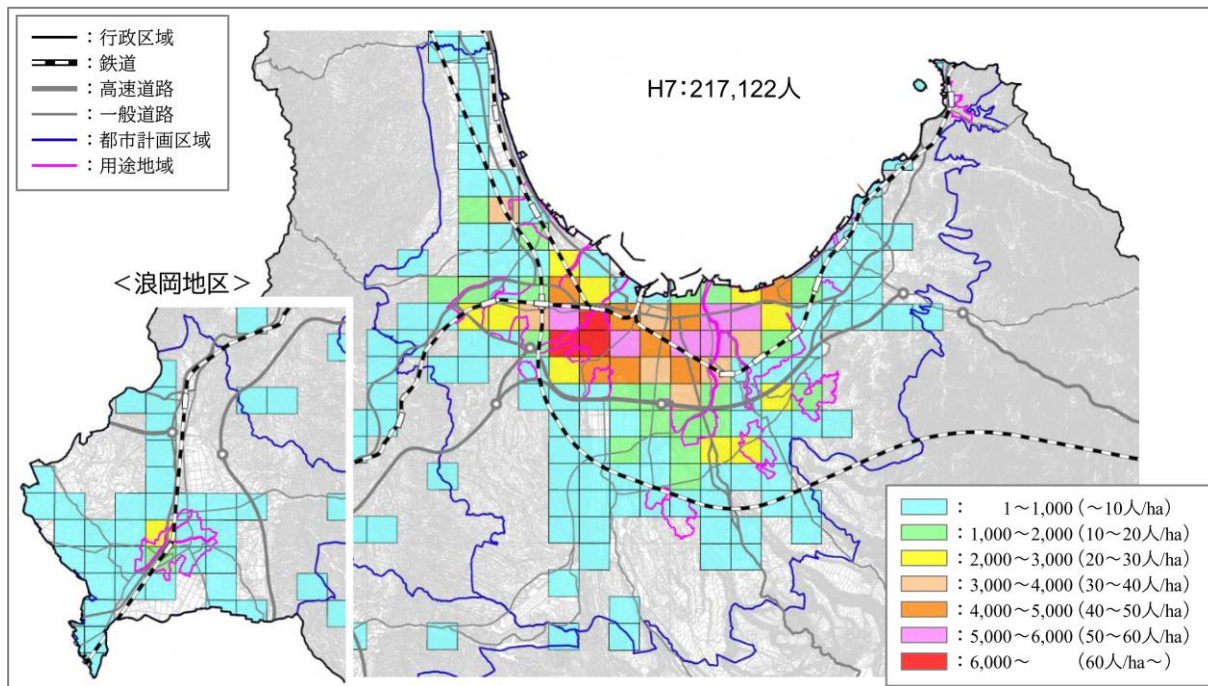 ：行政区域
：鉄道
：高速道路
：一般道路
：都市計画区域
：用途地域
H7：217,122人
＜浪岡地区＞
： 1～1,000（～10人/ha）
：1,000～2,000（10～20人/ha）
：2,000～3,000（20～30人/ha）
：3,000～4,000（30～40人/ha）
：4,000～5,000（40～50人/ha）
：5,000～6,000（50～60人/ha）
：6,000～ （60人/ha～）